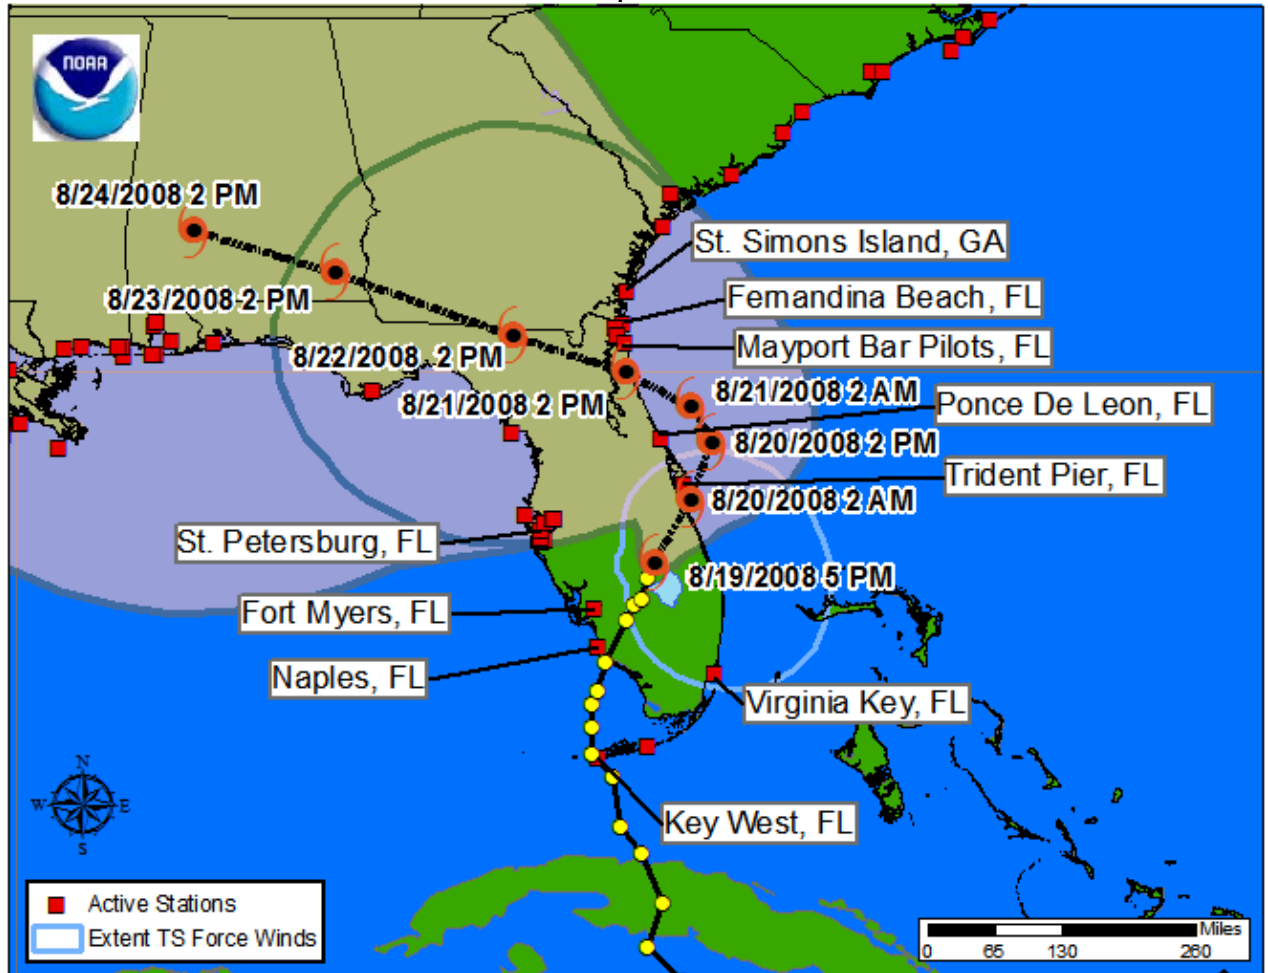 NOAA
8/24/2008 2 PM
St. Simons Island, GA
8/23/2008 2 PM
Fernandina Beach, FL
Mayport Bar Pilots, FL
8/22/2008 2 PM
8/21/2008 2 AM
8/21/2008 2 PM
Ponce De Leon, FL
8/20/2008 2 PM
Trident Pier, FL
8/20/2008 2 AM
St. Petersburg, FL
8/19/2008 5 PM
Fort Myers, FL
Naples, FL
Virginia Key, FL
N
W E
S
Key West, FL
Active Stations
Extent TS Force Winds
Miles
0 65 130 260